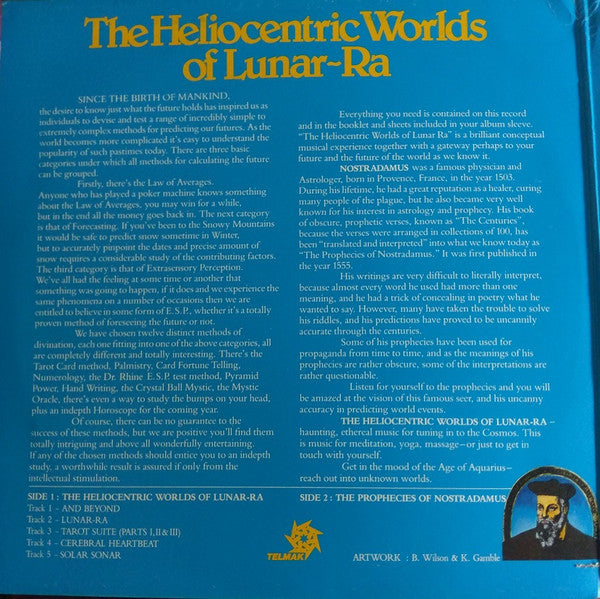 The Heliocentric Worlds
of Lunar~Ra
SINCE THE BIRTH OF MANKIND,
the desire to know just what the future holds has inspired us as
individuals to devise and test a range of incredibly simple to
extremely complex methods for predicting our futures. As the
world becomes more complicated it's easy to understand the
popularity of such pastimes today. There are three basic
categories under which all methods for calculating the future
can be grouped.
Firstly, there's the Law of Averages.
Anyone who has played a poker machine knows something
about the Law of Averages, you may win for a while,
but in the end all the money goes back in. The next category
is that of Forecasting. If you've been to the Snowy Mountains
it would be safe to predict snow sometime in Winter,
but to accurately pinpoint the dates and precise amount of
snow requires a considerable study of the contributing factors.
The third category is that of Extrasensory Perception.
We've all had the feeling at some time or another that
something was going to happen, if it does and we experience the
same phenomena on a number of occasions then we are
entitled to believe in some form of E.S.P., whether it's a totally
proven method of foreseeing the future or not.
We have chosen twelve distinct methods of
divination, each one fitting into one of the above categories, all
are completely different and totally interesting. There's the
Tarot Card method, Palmistry, Card Fortune Telling,
Numerology, the Dr. Rhine E.S.P. test method, Pyramid
Power, Hand Writing, the Crystal Ball Mystic, the Mystic
Oracle, there's even a way to study the bumps on your head,
plus an indepth Horoscope for the coming year.
Of course, there can be no guarantee to the
success of these methods, but we are positive you'll find them
totally intriguing and above all wonderfully entertaining.
If any of the chosen methods should entice you to an indepth
study, a worthwhile result is assured if only from the
intellectual stimulation.
Everything you need is contained on this record
and in the booklet and sheets included in your album sleeve.
"The Heliocentric Worlds of Lunar Ra" is a brilliant conceptual
musical experience together with a gateway perhaps to your
future and the future of the world as we know it.
NOSTRADAMUS was a famous physician and
Astrologer, born in Provence, France, in the year 1503.
During his lifetime, he had a great reputation as a healer, curing
many people of the plague, but he also became very well
known for his interest in astrology and prophecy. His book
of obscure, prophetic verses, known as "The Centuries",
because the verses were arranged in collections of 100, has
been "translated and interpreted" into what we know today as
"The Prophecies of Nostradamus." It was first published in
the year 1555.
His writings are very difficult to literally interpret,
because almost every word he used had more than one
meaning, and he had a trick of concealing in poetry what he
wanted to say. However, many have taken the trouble to solve
his riddles, and his predictions have proved to be uncannily
accurate through the centuries.
Some of his prophecies have been used for
propaganda from time to time, and as the meanings of his
prophecies are rather obscure, some of the interpretations are
rather questionable.
Listen for yourself to the prophecies and you will
be amazed at the vision of this famous seer, and his uncanny
accuracy in predicting world events.
THE HELIOCENTRIC WORLDS OF LUNAR-RA –
haunting, ethereal music for tuning in to the Cosmos. This
is music for meditation, yoga, massage—or just to get in
touch with yourself.
Get in the mood of the Age of Aquarius—
reach out into unknown worlds.
SIDE 1 : THE HELIOCENTRIC WORLDS OF LUNAR-RA
Track 1 - AND BEYOND
Track 2 - LUNAR-RA
Track 3 - TAROT SUITE (PARTS I, II & III)
Track 4 - CEREBRAL HEARTBEAT
Track 5 - SOLAR SONAR
TELMAK
SIDE 2 : THE PROPHECIES OF NOSTRADAMUS
ARTWORK : B. Wilson & K. Gamble